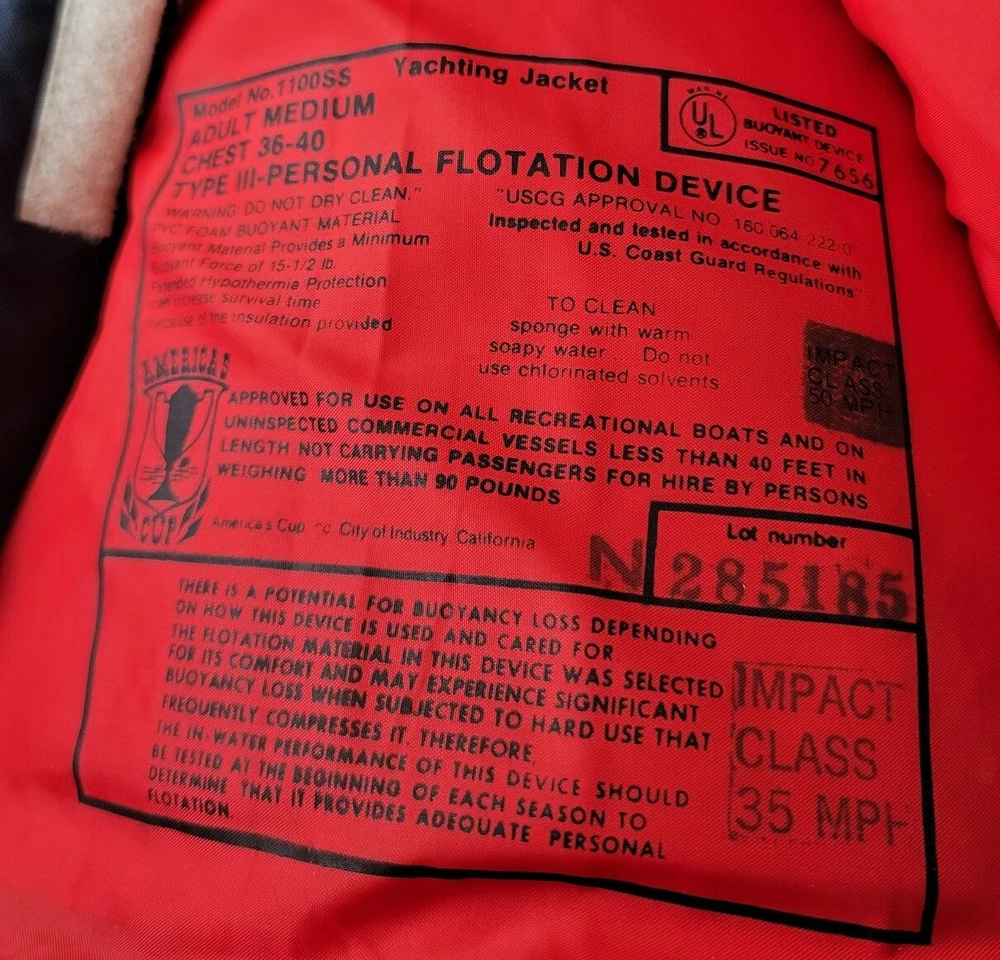 Yachting Jacket
Model No. 1100SS
ADULT MEDIUM
CHEST 36-40
TYPE III-PERSONAL FLOTATION DEVICE
MARINE
UL
LISTED
BUOYANT DEVICE
ISSUE NO 7656
"WARNING: DO NOT DRY CLEAN."
PVC FOAM BUOYANT MATERIAL
Buoyant Material Provides a Minimum
Buoyant Force of 15-1/2 lb.
Extended Hypothermia Protection
increase survival time
because of the insulation provided
"USCG APPROVAL NO 160 064 222 0
Inspected and tested in accordance with
U.S. Coast Guard Regulations"
TO CLEAN
sponge with warm
soapy water Do not
use chlorinated solvents
IMPACT
CLASS
50 MPH
AMERICA'S
CUP
APPROVED FOR USE ON ALL RECREATIONAL BOATS AND ON
UNINSPECTED COMMERCIAL VESSELS LESS THAN 40 FEET IN
LENGTH NOT CARRYING PASSENGERS FOR HIRE BY PERSONS
WEIGHING MORE THAN 90 POUNDS
America's Cup City of Industry, California
Lot number
N 285185
THERE IS A POTENTIAL FOR BUOYANCY LOSS DEPENDING
ON HOW THIS DEVICE IS USED AND CARED FOR.
THE FLOTATION MATERIAL IN THIS DEVICE WAS SELECTED
FOR ITS COMFORT AND MAY EXPERIENCE SIGNIFICANT
BUOYANCY LOSS WHEN SUBJECTED TO HARD USE THAT
FREQUENTLY COMPRESSES IT. THEREFORE,
THE IN-WATER PERFORMANCE OF THIS DEVICE SHOULD
BE TESTED AT THE BEGINNING OF EACH SEASON TO
DETERMINE THAT IT PROVIDES ADEQUATE PERSONAL
FLOTATION.
IMPACT
CLASS
35 MPH